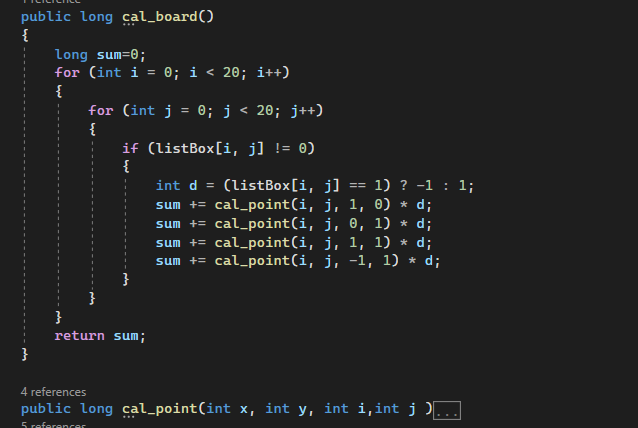 1 reference
public long cal_board()
{
long sum=0;
for (int i = 0; i < 20; i++)
{
for (int j = 0; j < 20; j++)
{
if (listBox[i, j] != 0)
{
int d = (listBox[i, j] == 1) ? -1 : 1;
sum += cal_point(i, j, 1, 0) * d;
sum += cal_point(i, j, 0, 1) * d;
sum += cal_point(i, j, 1, 1) * d;
sum += cal_point(i, j, -1, 1) * d;
}
}
}
return sum;
}
4 references
public long cal_point(int x, int y, int i,int j )...
5 references